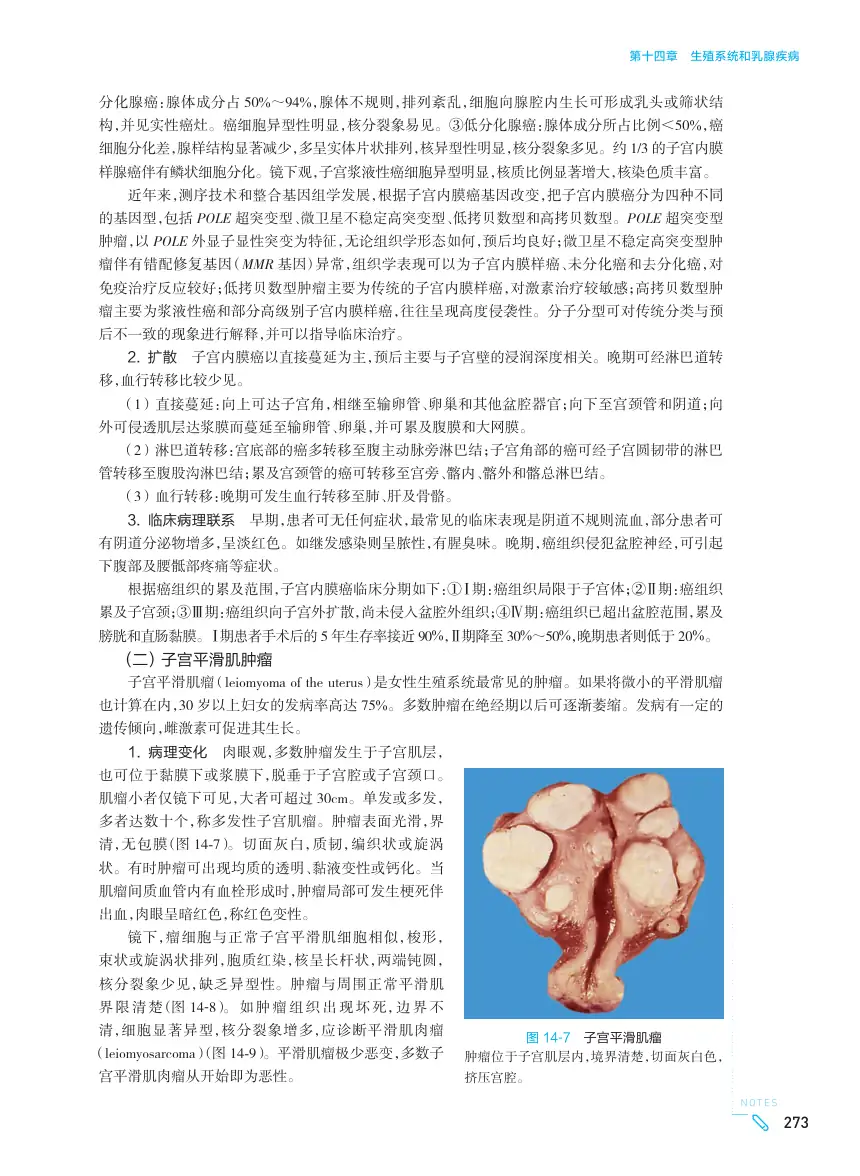 第十四章 生殖系统和乳腺疾病
分化腺癌：腺体成分占 50%～94%，腺体不规则，排列紊乱，细胞向腺腔内生长可形成乳头或筛状结
构，并见实性癌灶。癌细胞异型性明显，核分裂象易见。③低分化腺癌：腺体成分所占比例＜50%，癌
细胞分化差，腺样结构显著减少，多呈实体片状排列，核异型性明显，核分裂象多见。约 1/3 的子宫内膜
样腺癌伴有鳞状细胞分化。镜下观，子宫浆液性癌细胞异型明显，核质比例显著增大，核染色质丰富。
近年来，测序技术和整合基因组学发展，根据子宫内膜癌基因改变，把子宫内膜癌分为四种不同
的基因型，包括 POLE 超突变型、微卫星不稳定高突变型、低拷贝数型和高拷贝数型。POLE 超突变型
肿瘤，以 POLE 外显子显性突变为特征，无论组织学形态如何，预后均良好；微卫星不稳定高突变型肿
瘤伴有错配修复基因（MMR 基因）异常，组织学表现可以为子宫内膜样癌、未分化癌和去分化癌，对
免疫治疗反应较好；低拷贝数型肿瘤主要为传统的子宫内膜样癌，对激素治疗较敏感；高拷贝数型肿
瘤主要为浆液性癌和部分高级别子宫内膜样癌，往往呈现高度侵袭性。分子分型可对传统分类与预
后不一致的现象进行解释，并可以指导临床治疗。
2. 扩散 子宫内膜癌以直接蔓延为主，预后主要与子宫壁的浸润深度相关。晚期可经淋巴道转
移，血行转移比较少见。
（1）直接蔓延：向上可达子宫角，相继至输卵管、卵巢和其他盆腔器官；向下至宫颈管和阴道；向
外可侵透肌层达浆膜而蔓延至输卵管、卵巢，并可累及腹膜和大网膜。
（2）淋巴道转移：宫底部的癌多转移至腹主动脉旁淋巴结；子宫角部的癌可经子宫圆韧带的淋巴
管转移至腹股沟淋巴结；累及宫颈管的癌可转移至宫旁、髂内、髂外和髂总淋巴结。
（3）血行转移：晚期可发生血行转移至肺、肝及骨骼。
3. 临床病理联系 早期，患者可无任何症状，最常见的临床表现是阴道不规则流血，部分患者可
有阴道分泌物增多，呈淡红色。如继发感染则呈脓性，有腥臭味。晚期，癌组织侵犯盆腔神经，可引起
下腹部及腰骶部疼痛等症状。
根据癌组织的累及范围，子宫内膜癌临床分期如下：①Ⅰ期：癌组织局限于子宫体；②Ⅱ期：癌组织
累及子宫颈；③Ⅲ期：癌组织向子宫外扩散，尚未侵入盆腔外组织；④Ⅳ期：癌组织已超出盆腔范围，累及
膀胱和直肠黏膜。Ⅰ期患者手术后的 5 年生存率接近 90%，Ⅱ期降至 30%～50%，晚期患者则低于 20%。
（二）子宫平滑肌肿瘤
子宫平滑肌瘤（leiomyoma of the uterus）是女性生殖系统最常见的肿瘤。如果将微小的平滑肌瘤
也计算在内，30 岁以上妇女的发病率高达 75%。多数肿瘤在绝经期以后可逐渐萎缩。发病有一定的
遗传倾向，雌激素可促进其生长。
1. 病理变化 肉眼观，多数肿瘤发生于子宫肌层，
也可位于黏膜下或浆膜下，脱垂于子宫腔或子宫颈口。
肌瘤小者仅镜下可见，大者可超过 30cm。单发或多发，
多者达数十个，称多发性子宫肌瘤。肿瘤表面光滑，界
清，无包膜（图 14-7）。切面灰白，质韧，编织状或旋涡
状。有时肿瘤可出现均质的透明、黏液变性或钙化。当
肌瘤间质血管内有血栓形成时，肿瘤局部可发生梗死伴
出血，肉眼呈暗红色，称红色变性。
镜下，瘤细胞与正常子宫平滑肌细胞相似，梭形，
束状或旋涡状排列，胞质红染，核呈长杆状，两端钝圆，
核分裂象少见，缺乏异型性。肿瘤与周围正常平滑肌
界限清楚（图 14-8）。如肿瘤组织出现坏死，边界不
清，细胞显著异型，核分裂象增多，应诊断平滑肌肉瘤
（leiomyosarcoma）（图 14-9）。平滑肌瘤极少恶变，多数子
宫平滑肌肉瘤从开始即为恶性。
图 14-7 子宫平滑肌瘤
肿瘤位于子宫肌层内，境界清楚，切面灰白色，
挤压宫腔。
NOTES
273